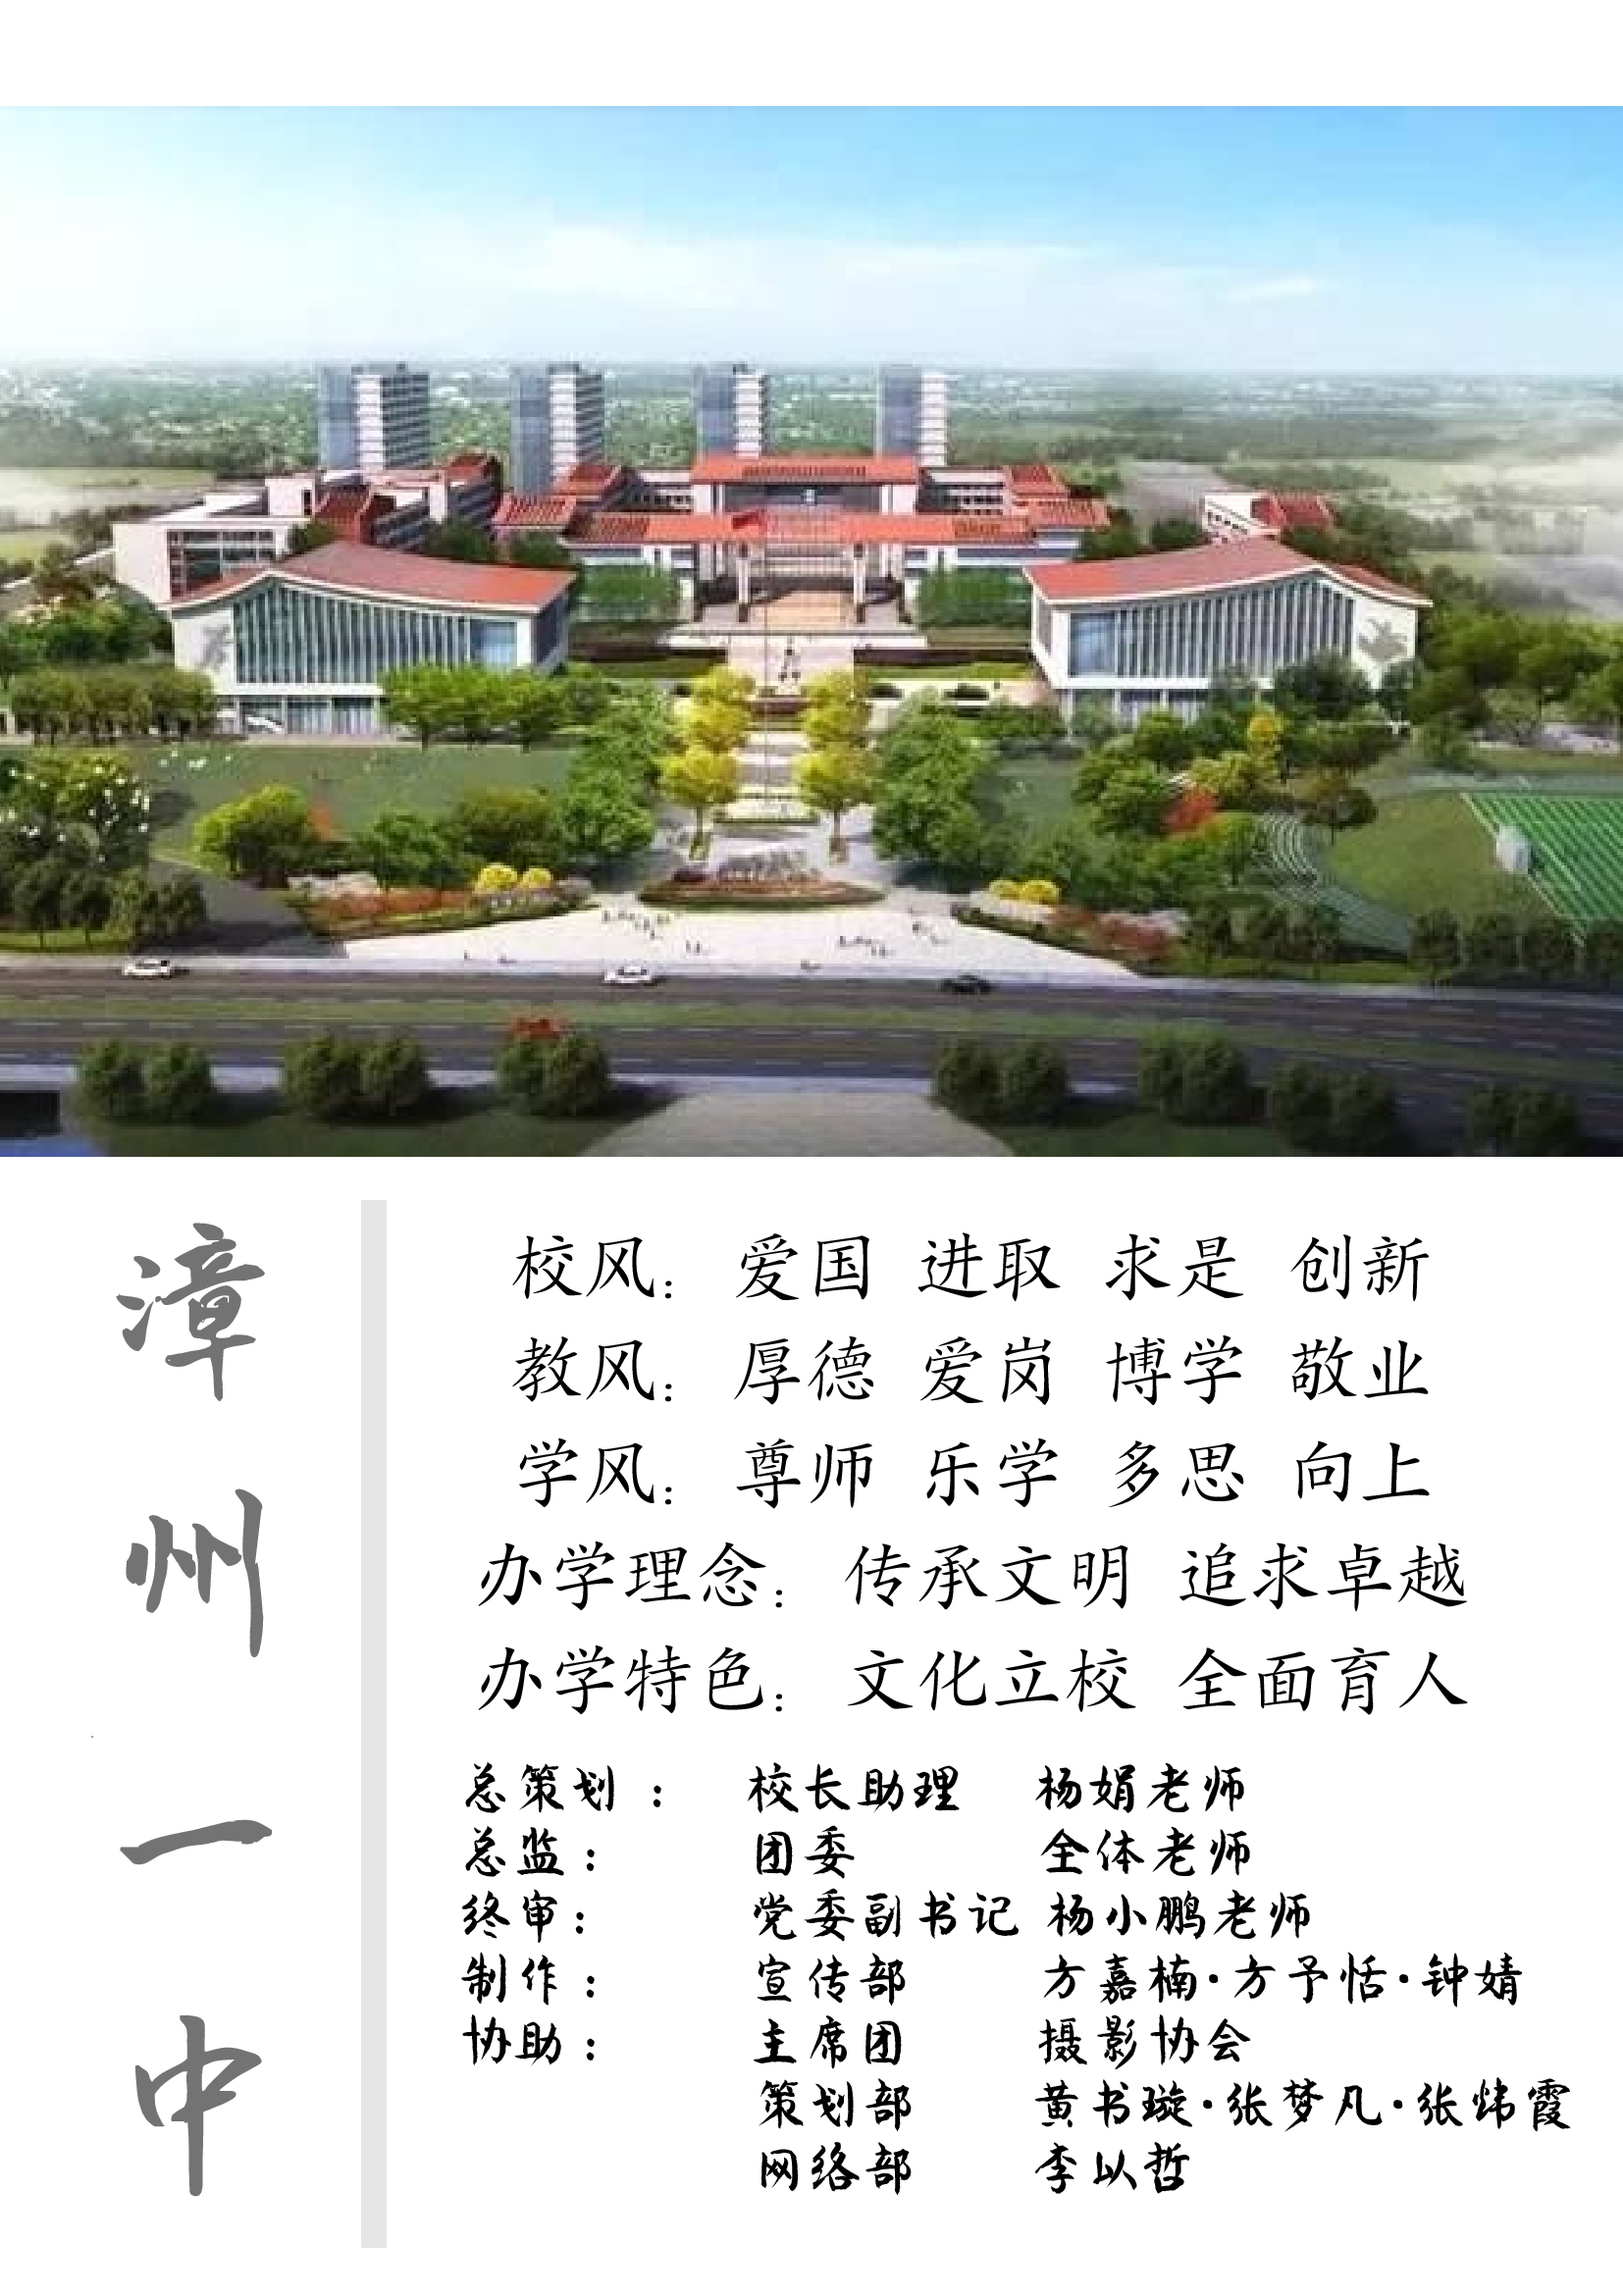 漳州一中
校风： 爱国 进取 求是 创新
教风： 厚德 爱岗 博学 敬业
学风： 尊师 乐学 多思 向上
办学理念： 传承文明 追求卓越
办学特色： 文化立校 全面育人
总策划： 校长助理 杨娟老师
总监： 团委 全体老师
终审： 党委副书记 杨小鹏老师
制作： 宣传部 方嘉楠·方予恬·钟婧
协助： 主席团 摄影协会
策划部 黄书璇·张梦凡·张炜霞
网络部 李以哲